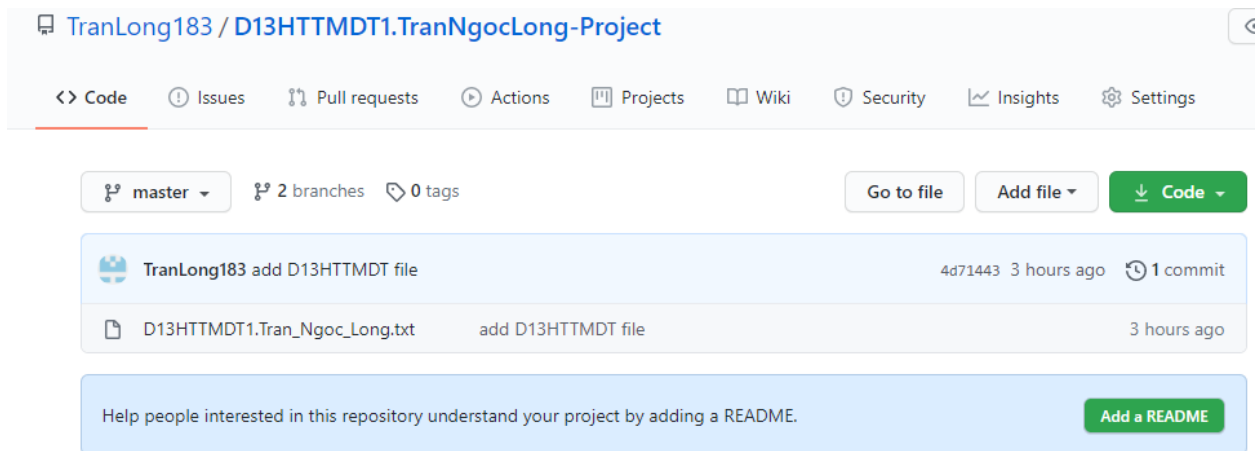 TranLong183 / D13HTTMDT1.TranNgocLong-Project
Code Issues Pull requests Actions Projects Wiki Security Insights Settings
master 2 branches 0 tags Go to file Add file Code
TranLong183 add D13HTTMDT file 4d71443 3 hours ago 1 commit
D13HTTMDT1.Tran_Ngoc_Long.txt add D13HTTMDT file 3 hours ago
Help people interested in this repository understand your project by adding a README. Add a README